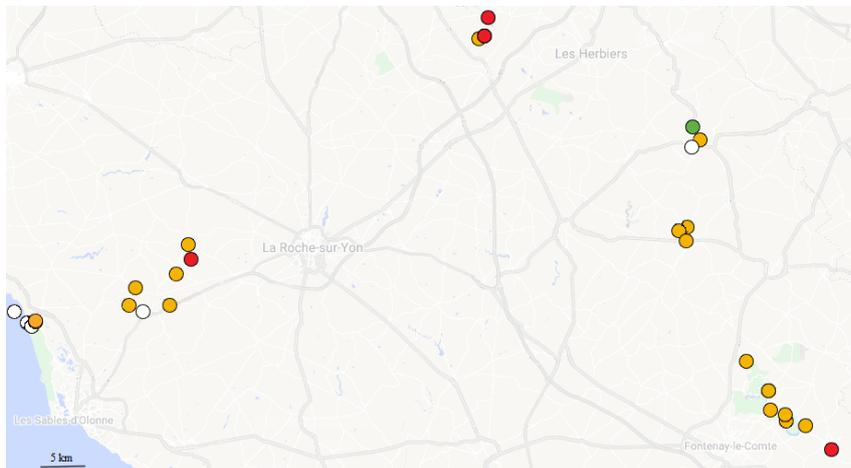 Les Herbiers
La Roche-sur-Yon
Les Sables-d'Olonne
Fontenay-le-Comte
5 km